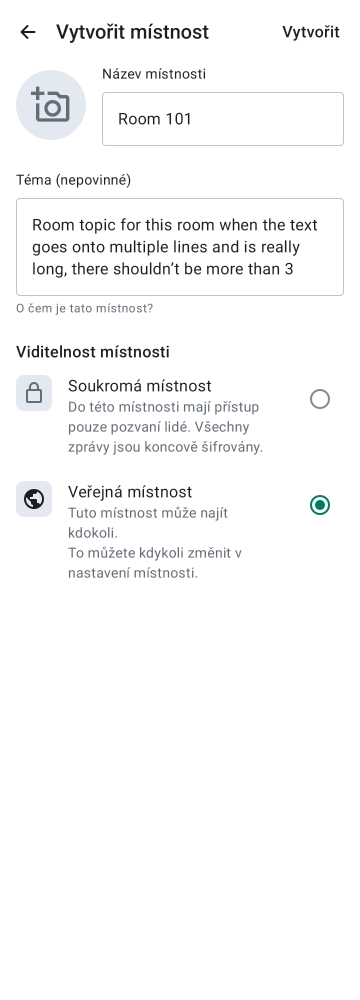 Vytvořit místnost
Vytvořit
Název místnosti
Room 101
Téma (nepovinné)
Room topic for this room when the text
goes onto multiple lines and is really
long, there shouldn’t be more than 3
O čem je tato místnost?
Viditelnost místnosti
Soukromá místnost
Do této místnosti mají přístup
pouze pozvaní lidé. Všechny
zprávy jsou koncově šifrovány.
Veřejná místnost
Tuto místnost může najít
kdokoli.
To můžete kdykoli změnit v
nastavení místnosti.